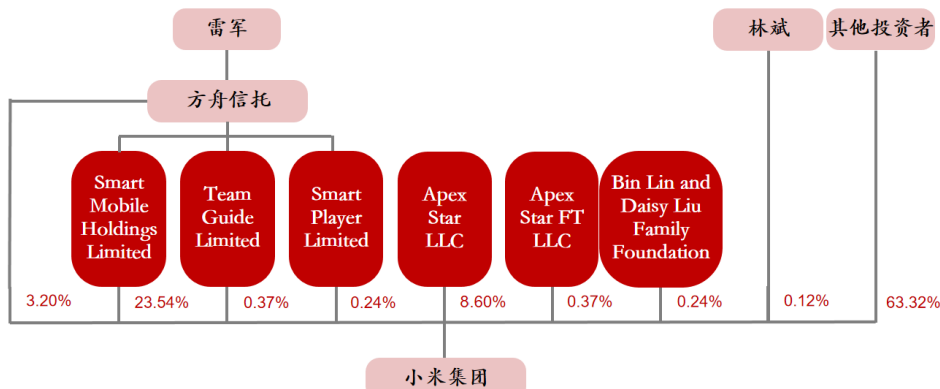 雷军
林斌
其他投资者
方舟信托
Smart
Mobile
Holdings
Limited
Team
Guide
Limited
Smart
Player
Limited
Apex
Star
LLC
Apex
Star FT
LLC
Bin Lin and
Daisy Liu
Family
Foundation
3.20%
23.54%
0.37%
0.24%
8.60%
0.37%
0.24%
0.12%
63.32%
小米集团